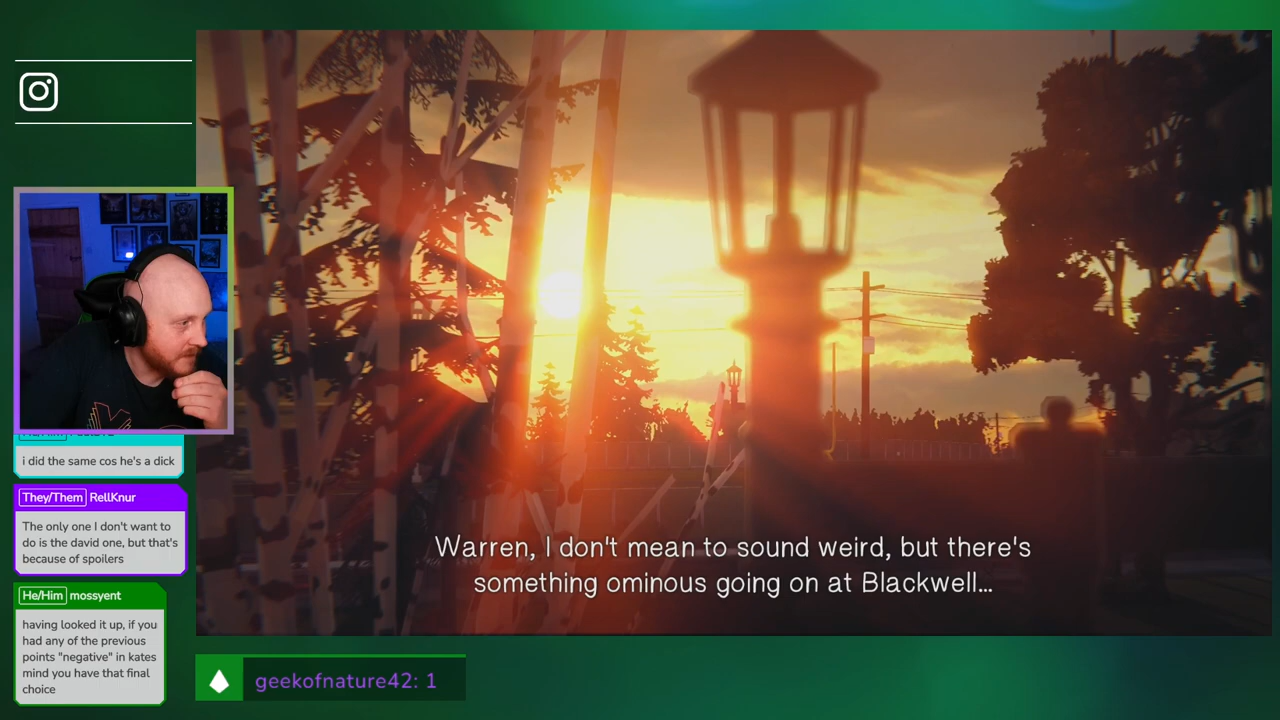 i did the same cos he's a dick
They/Them RellKnur
The only one I don't want to
do is the david one, but that's
because of spoilers
He/Him mossyent
having looked it up, if you
had any of the previous
points "negative" in kates
mind you have that final
choice
Warren, I don't mean to sound weird, but there's
something ominous going on at Blackwell...
geekofnature42: 1